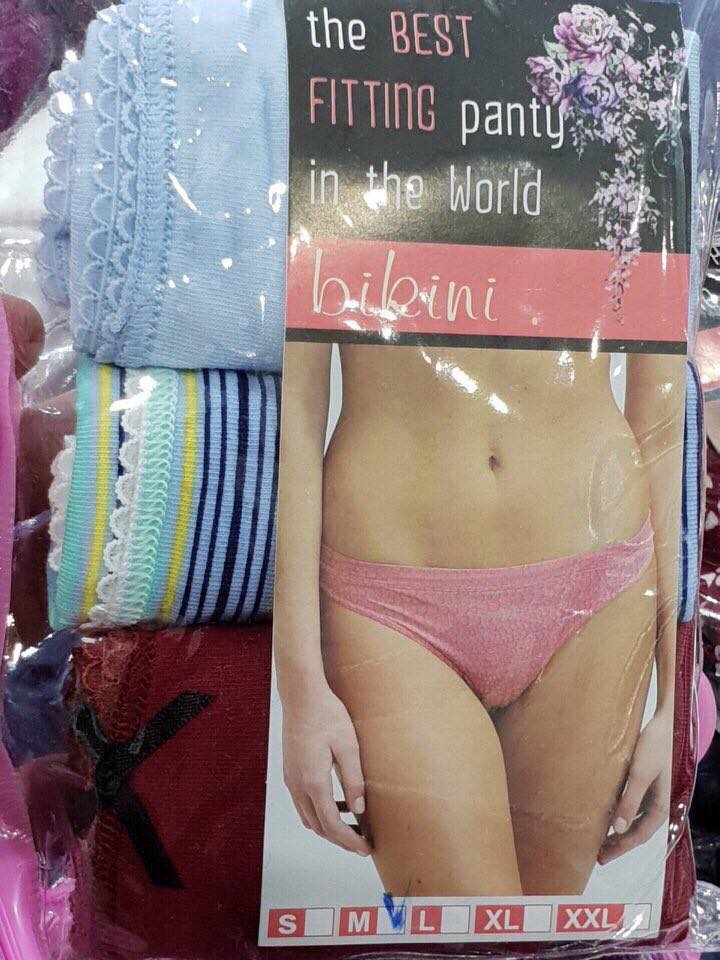 the BEST
FITTING panty
in the World
bikini
S M L XL XXL